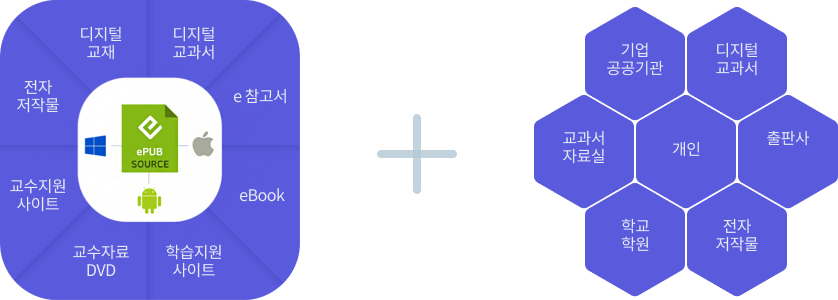 디지털
교재
디지털
교과서
전자
저작물
e 참고서
ePUB
SOURCE
교수지원
사이트
eBook
교수자료
DVD
학습지원
사이트
기업
공공기관
디지털
교과서
교과서
자료실
개인
출판사
학교
학원
전자
저작물